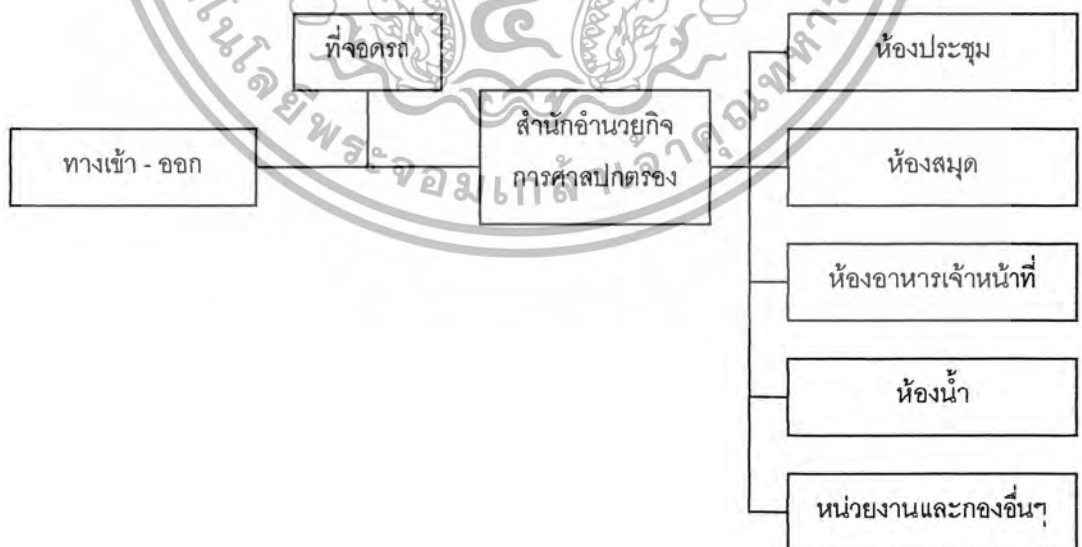 ที่จอดรถ
ทางเข้า - ออก
สำนักอำนวยกิจ
การศาลปกครอง
ห้องประชุม
ห้องสมุด
ห้องอาหารเจ้าหน้าที่
ห้องน้ำ
หน่วยงานและกองอื่นๆ